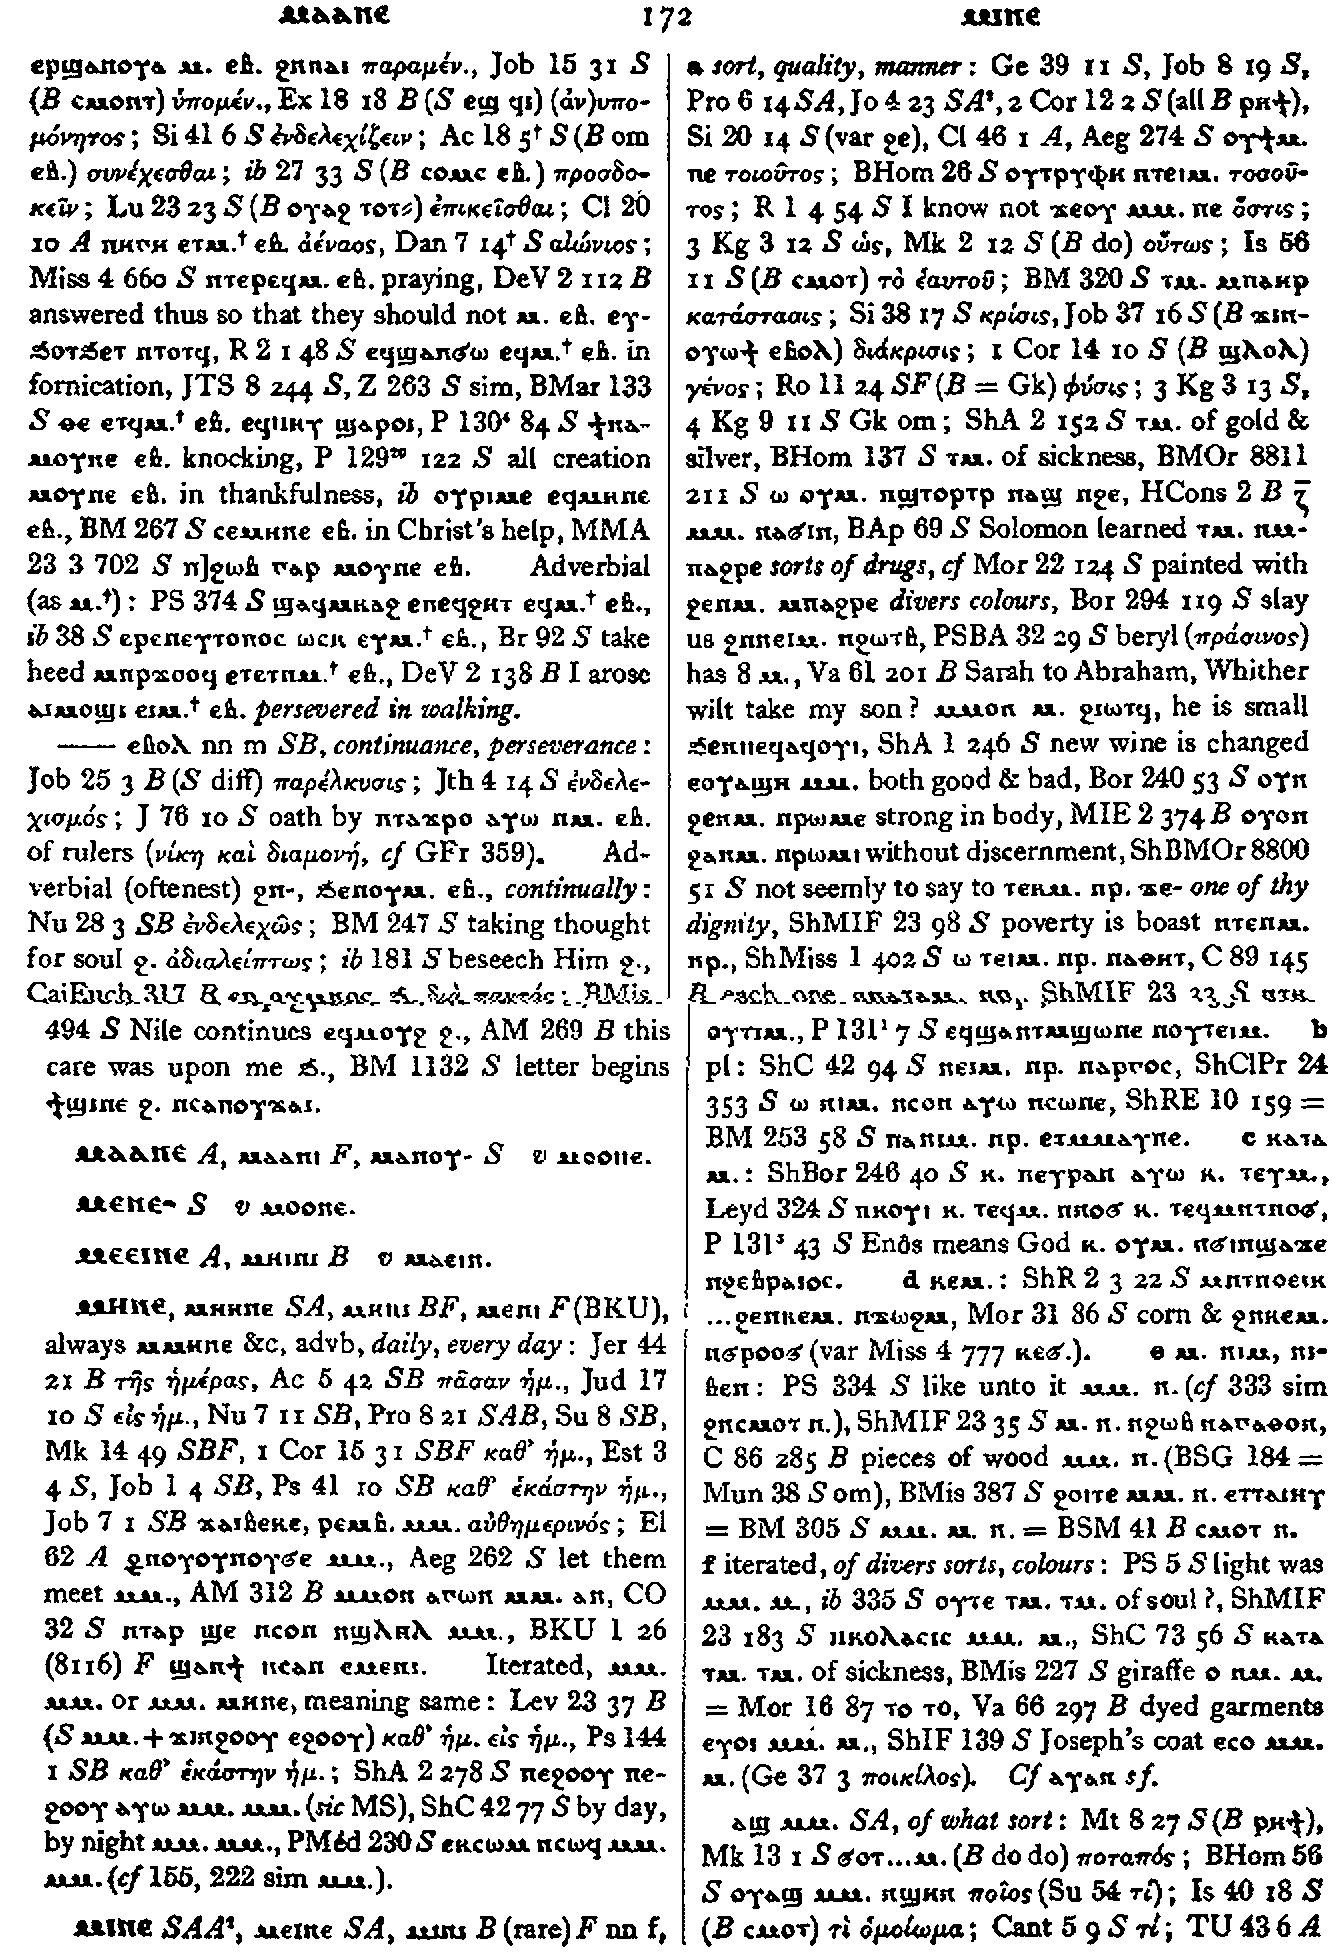 ⲙⲁⲁⲛⲉ 172 ⲙⲓⲛⲉ
ⲉⲣϣⲁⲛⲟⲩⲁ ⲙ. ⲉⲃ. ϩⲛⲛⲁⲓ παραμέν., Job 15 31 S
(B ⲥⲙⲟⲛⲧ) ὑπομέν., Ex 18 18 B (S ⲉϣ ϥⲓ) (ἀν)υπο-
μόνητος; Si 41 6 S ἐνδελεχίζειν; Ac 18 5† S (B om
ⲉⲃ.) συνέχεσθαι; ib 27 33 S (B ⲥⲟⲙⲥ ⲉⲃ.) προσδο-
κεῖν; Lu 23 23 S (B ⲟⲩⲁϩ ⲧⲟⲧ⸗) ἐπικεῖσθαι; Cl 20
10 A ⲡⲏⲅⲏ ⲉⲧⲙ.† ⲉⲃ. ἀέναος, Dan 7 14† S αἰώνιος;
Miss 4 660 S ⲛⲧⲉⲣⲉϥⲙ. ⲉⲃ. praying, DeV 2 112 B
answered thus so that they should not ⲙ. ⲉⲃ. ⲉⲩ-
ϧⲟⲧϧⲉⲧ ⲛⲧⲟⲧϥ, R 2 1 48 S ⲉϥϣⲁⲛϭⲱ ⲉϥⲙ.† ⲉⲃ. in
fornication, JTS 8 244 S, Z 263 S sim, BMar 133
S ⲑⲉ ⲉⲧϥⲙ.† ⲉⲃ. ⲉϥⲛⲏⲩ ϣⲁⲣⲟⲓ, P 130⁴ 84 S ϯⲛⲁ-
ⲙⲟⲩⲛⲉ ⲉⲃ. knocking, P 129²⁰ 122 S all creation
ⲙⲟⲩⲛⲉ ⲉⲃ. in thankfulness, ib ⲟⲩⲣⲓⲙⲉ ⲉϥⲙⲏⲛⲉ
ⲉⲃ., BM 267 S ⲥⲉⲙⲏⲛⲉ ⲉⲃ. in Christ's help, MMA
23 3 702 S ⲛ]ϩⲱⲃ ⲅⲁⲣ ⲙⲟⲩⲛⲉ ⲉⲃ. Adverbial
(as ⲙ.†): PS 374 S ϣⲁϥⲙⲕⲁϩ ⲉⲡⲉϥϩⲏⲧ ⲉϥⲙ.† ⲉⲃ.,
ib 38 S ⲉⲣⲉⲛⲉⲩⲧⲟⲡⲟⲥ ⲱⲥⲕ ⲉⲩⲙ.† ⲉⲃ., Br 92 S take
heed ⲙⲡⲣϫⲟⲟϥ ⲉⲧⲉⲧⲛⲙ.† ⲉⲃ., DeV 2 138 B I arose
ⲁⲓⲙⲟϣⲓ ⲉⲓⲙ.† ⲉⲃ. persevered in walking.
—— ⲉⲃⲟⲗ nn m SB, continuance, perseverance:
Job 25 3 B (S diff) παρέλκυσις; Jth 4 14 S ἐνδελε-
χισμός; J 76 10 S oath by ⲡⲧⲁϫⲣⲟ ⲁⲩⲱ ⲡⲙ. ⲉⲃ.
of rulers (νίκη καὶ διαμονή, cf GFr 359). Ad-
verbial (oftenest) ϩⲛ-, ϧⲉⲛⲟⲩⲙ. ⲉⲃ., continually:
Nu 28 3 SB ἐνδελεχῶς; BM 247 S taking thought
for soul ϩ. ἀδιαλείπτως; ib 181 S beseech Him ϩ.,
CaiEuch 317 B διὰ παντός; BMis
494 S Nile continues ⲉϥⲙⲟⲩϩ ϩ., AM 269 B this
care was upon me ϧ., BM 1132 S letter begins
ϯϣⲓⲛⲉ ϩ. ⲛⲥⲁⲡⲟⲩϫⲁⲓ.
ⲙⲁⲁⲛⲉ A, ⲙⲁⲁⲛⲓ F, ⲙⲁⲛⲟⲩ- S v ⲙⲟⲟⲛⲉ.
ⲙⲉⲛⲉ- S v ⲙⲟⲟⲛⲉ.
ⲙⲉⲉⲓⲛⲉ A, ⲙⲏⲓⲛⲓ B v ⲙⲁⲉⲓⲛ.
ⲙⲏⲛⲉ, ⲙⲏⲏⲛⲉ SA, ⲙⲏⲛⲓ BF, ⲙⲉⲛⲓ F (BKU),
always ⲙⲙⲏⲛⲉ &c, advb, daily, every day: Jer 44
21 B τῆς ἡμέρας, Ac 5 42 SB πᾶσαν ἡμ., Jud 17
10 S εἰς ἡμ., Nu 7 11 SB, Pro 8 21 SAB, Su 8 SB,
Mk 14 49 SBF, 1 Cor 15 31 SBF καθ' ἡμ., Est 3
4 S, Job 1 4 SB, Ps 41 10 SB καθ' ἑκάστην ἡμ.,
Job 7 1 SB ϫⲁⲓⲃⲉⲕⲉ, ⲣⲉⲙⲃ. ⲙⲙ. αὐθημερινός; El
62 A ϩⲛⲟⲩⲟⲩⲛⲟⲩϭⲉ ⲙⲙ., Aeg 262 S let them
meet ⲙⲙ., AM 312 B ⲙⲙⲟⲛ ⲁⲅⲱⲛ ⲙⲙ. ⲁⲛ, CO
32 S ⲛⲧⲁⲣ ϣⲉ ⲛⲥⲟⲡ ⲛϣⲗⲏⲗ ⲙⲙ., BKU 1 26
(8116) F ϣⲁⲛϯ ⲛⲥⲁⲛ ⲉⲙⲉⲛⲓ. Iterated, ⲙⲙ.
ⲙⲙ. or ⲙⲙ. ⲙⲏⲛⲉ, meaning same: Lev 23 37 B
(S ⲙⲙ. + ϫⲓⲛϩⲟⲟⲩ ⲉϩⲟⲟⲩ) καθ' ἡμ. εἰς ἡμ., Ps 144
1 SB καθ' ἑκάστην ἡμ.; ShA 2 278 S ⲡⲉϩⲟⲟⲩ ⲡⲉ-
ϩⲟⲟⲩ ⲁⲩⲱ ⲙⲙ. ⲙⲙ. (sic MS), ShC 42 77 S by day,
by night ⲙⲙ. ⲙⲙ., PMéd 230 S ⲉⲕⲥⲱⲙ ⲛⲥⲱϥ ⲙⲙ.
ⲙⲙ. (cf 155, 222 sim ⲙⲙ.).
ⲙⲓⲛⲉ SAA², ⲙⲉⲓⲛⲉ SA, ⲙⲓⲛⲓ B (rare) F nn f,
a sort, quality, manner: Ge 39 11 S, Job 8 19 S,
Pro 6 14 SA, Jo 4 23 SA², 2 Cor 12 2 S (all B ⲣⲏϯ),
Si 20 14 S (var ϩⲉ), Cl 46 1 A, Aeg 274 S ⲟⲩϯⲙ.
ⲡⲉ τοιοῦτος; BHom 26 S ⲟⲩⲧⲣⲩⲫⲏ ⲛⲧⲉⲓⲙ. τοσοῦ-
τος; R 1 4 54 S I know not ϫⲉⲟⲩ ⲙⲙ. ⲡⲉ ὅστις;
3 Kg 3 12 S ὡς, Mk 2 12 S (B do) οὕτως; Is 56
11 S (B ⲥⲙⲟⲧ) τὸ ἑαυτοῦ; BM 320 S ⲧⲙ. ⲙⲡⲁⲏⲣ
κατάστασις; Si 38 17 S κρίσις, Job 37 16 S (B ϫⲓⲛ-
ⲟⲩⲱϯ ⲉⲃⲟⲗ) διάκρισις; 1 Cor 14 10 S (B ϣⲗⲟⲗ)
γένος; Ro 11 24 SF (B = Gk) φύσις; 3 Kg 3 13 S,
4 Kg 9 11 S Gk om; ShA 2 152 S ⲧⲙ. of gold &
silver, BHom 137 S ⲧⲙ. of sickness, BMOr 8811
211 S ⲱ ⲟⲩⲙ. ⲛϣⲧⲟⲣⲧⲣ ⲛⲁϣ ⲛϩⲉ, HCons 2 B ⲍ̄
ⲙⲙ. ⲛⲁϭⲓⲛ, BAp 69 S Solomon learned ⲧⲙ. ⲛⲙ-
ⲡⲁϩⲣⲉ sorts of drugs, cf Mor 22 124 S painted with
ϩⲉⲛⲙ. ⲙⲡⲁϩⲣⲉ divers colours, Bor 294 119 S slay
us ϩⲛⲛⲉⲓⲙ. ⲛϩⲱⲧⲃ, PSBA 32 29 S beryl (πράσινος)
has 8 ⲙ., Va 61 201 B Sarah to Abraham, Whither
wilt take my son? ⲙⲙⲟⲛ ⲙ. ϩⲓⲱⲧϥ, he is small
ϧⲉⲛⲛⲉϥⲁϥⲟⲩⲓ, ShA 1 246 S new wine is changed
ⲉⲟⲩⲁϣⲏ ⲙⲙ. both good & bad, Bor 240 53 S ⲟⲩⲛ
ϩⲉⲛⲙ. ⲛⲣⲱⲙⲉ strong in body, MIE 2 374 B ⲟⲩⲟⲛ
ϩⲁⲛⲙ. ⲛⲣⲱⲙⲓ without discernment, ShBMOr 8800
51 S not seemly to say to ⲧⲉⲕⲙ. ⲛⲣ. ϫⲉ- one of thy
dignity, ShMIF 23 98 S poverty is boast ⲛⲧⲉⲛⲙ.
ⲛⲣ., ShMiss 1 402 S ⲱ ⲧⲉⲓⲙ. ⲛⲣ. ⲛⲁⲑⲏⲧ, C 89 145
B each one ⲛⲣ. ShMIF 23 23 S
ⲟⲩⲧⲓⲙ., P 131¹ 7 S ⲉϥϣⲁⲛⲧⲙϣⲱⲡⲉ ⲛⲟⲩⲧⲉⲓⲙ. b
pl: ShC 42 94 S ⲛⲉⲓⲙ. ⲛⲣ. ⲛⲁⲣⲅⲟⲥ, ShClPr 24
353 S ⲱ ⲛⲓⲙ. ⲛⲥⲟⲛ ⲁⲩⲱ ⲛⲥⲱⲛⲉ, ShRE 10 159 =
BM 253 58 S ⲛⲁⲛⲓⲙ. ⲛⲣ. ⲉⲧⲙⲙⲁⲩⲛⲉ. c ⲕⲁⲧⲁ
ⲙ.: ShBor 246 40 S ⲕ. ⲡⲉⲩⲣⲁⲛ ⲁⲩⲱ ⲕ. ⲧⲉⲩⲙ.,
Leyd 324 S ⲡⲕⲟⲩⲓ ⲕ. ⲧⲉϥⲙ. ⲡⲛⲟϭ ⲕ. ⲧⲉϥⲙⲛⲧⲛⲟϭ,
P 131⁵ 43 S Enôs means God ⲕ. ⲟⲩⲙ. ⲛϭⲓⲛϣⲁϫⲉ
ⲛϩⲉⲃⲣⲁⲓⲟⲥ. d ⲕⲉⲙ.: ShR 2 3 22 S ⲙⲛⲧⲛⲟⲉⲓⲕ
...ϩⲉⲛⲕⲉⲙ. ⲛϫⲱϩⲙ, Mor 31 86 S corn & ϩⲛⲕⲉⲙ.
ⲛϭⲣⲟⲟϭ (var Miss 4 777 ⲕⲉϭ.). e ⲙ. ⲛⲓⲙ, ⲛⲓ-
ⲃⲉⲛ: PS 334 S like unto it ⲙⲙ. ⲛ. (cf 333 sim
ϩⲛⲥⲙⲟⲧ ⲛ.), ShMIF 23 35 S ⲙ. ⲛ. ⲛϩⲱⲃ ⲛⲁⲅⲁⲑⲟⲛ,
C 86 285 B pieces of wood ⲙⲙ. ⲛ. (BSG 184 =
Mun 38 S om), BMis 387 S ϩⲟⲓⲧⲉ ⲙⲙ. ⲛ. ⲉⲧⲧⲁⲓⲏⲩ
= BM 305 S ⲙⲙ. ⲙ. ⲛ. = BSM 41 B ⲥⲙⲟⲧ ⲛ.
f iterated, of divers sorts, colours: PS 5 S light was
ⲙⲙ. ⲙ., ib 335 S ⲟⲩⲧⲉ ⲧⲙ. ⲧⲙ. of soul?, ShMIF
23 183 S ⲛⲕⲟⲗⲁⲥⲓⲥ ⲙⲙ. ⲙ., ShC 73 56 S ⲕⲁⲧⲁ
ⲧⲙ. ⲧⲙ. of sickness, BMis 227 S giraffe ⲟ ⲛⲙ. ⲙ.
= Mor 16 87 ⲧⲟ ⲧⲟ, Va 66 297 B dyed garments
ⲉⲩⲟⲓ ⲙⲙ. ⲙ., ShIF 139 S Joseph's coat ⲉⲥⲟ ⲙⲙ.
ⲙ. (Ge 37 3 ποικίλος). Cf ⲁⲩⲁⲛ sf.
ⲁϣ ⲙⲙ. SA, of what sort: Mt 8 27 S (B ⲣⲏϯ),
Mk 13 1 S ϭⲟⲧ...ⲙ. (B do do) ποταπός; BHom 56
S ⲟⲩⲁϣ ⲙⲙ. ⲛϣⲏⲛ ποῖος (Su 54 τί); Is 40 18 S
(B ⲥⲙⲟⲧ) τὶ ὁμοίωμα; Cant 5 9 S τί; TU 43 6 A